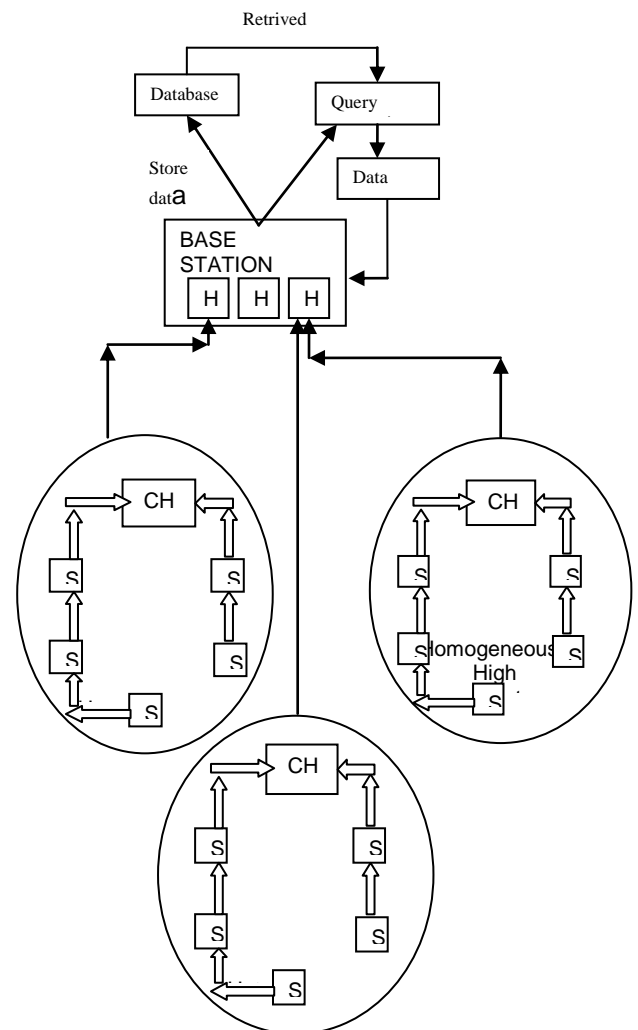 Retrived
Database
Query
Store
data
Data
BASE
STATION
H H H
CH
S
S
S
S
S
CH
S
S
S
S
Homogeneous
High
S
CH
S
S
S
S
S